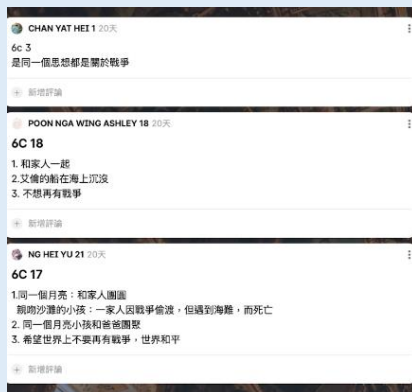 CHAN YAT HEI 1 20天
6c 3
是同一個思想都是關於戰爭
新增評論
POON NGA WING ASHLEY 18 20天
6C 18
1. 和家人一起
2.艾倫的船在海上沉沒
3. 不想再有戰爭
新增評論
NG HEI YU 21 20天
6C 17
1.同一個月亮：和家人團圓
親吻沙灘的小孩：一家人因戰爭偷渡，但遇到海難，而死亡
2. 同一個月亮小孩和爸爸團聚
3. 希望世界上不要再有戰爭，世界和平
新增評論